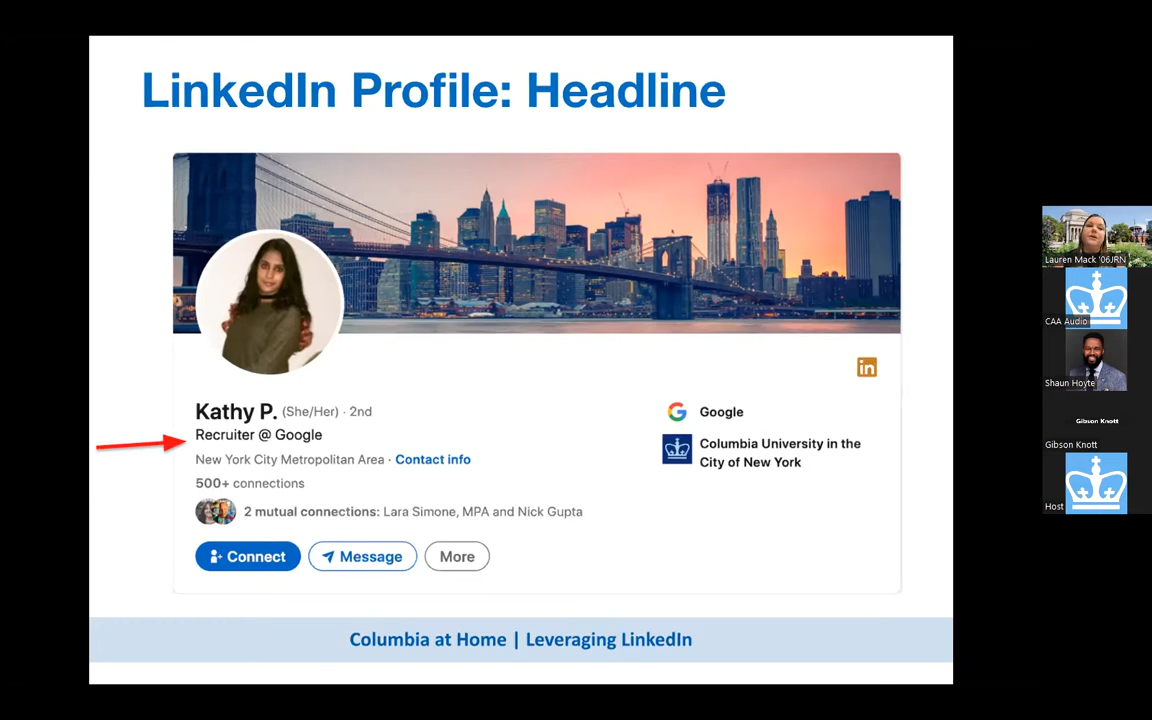 LinkedIn Profile: Headline
in
Kathy P. (She/Her) · 2nd
Recruiter @ Google
New York City Metropolitan Area · Contact info
500+ connections
2 mutual connections: Lara Simone, MPA and Nick Gupta
Connect
Message
More
Google
Columbia University in the
City of New York
Columbia at Home | Leveraging LinkedIn
Lauren Mack '06JRN
CAA Audio
Shaun Hoyte
Gibson Knott
Gibson Knott
Host